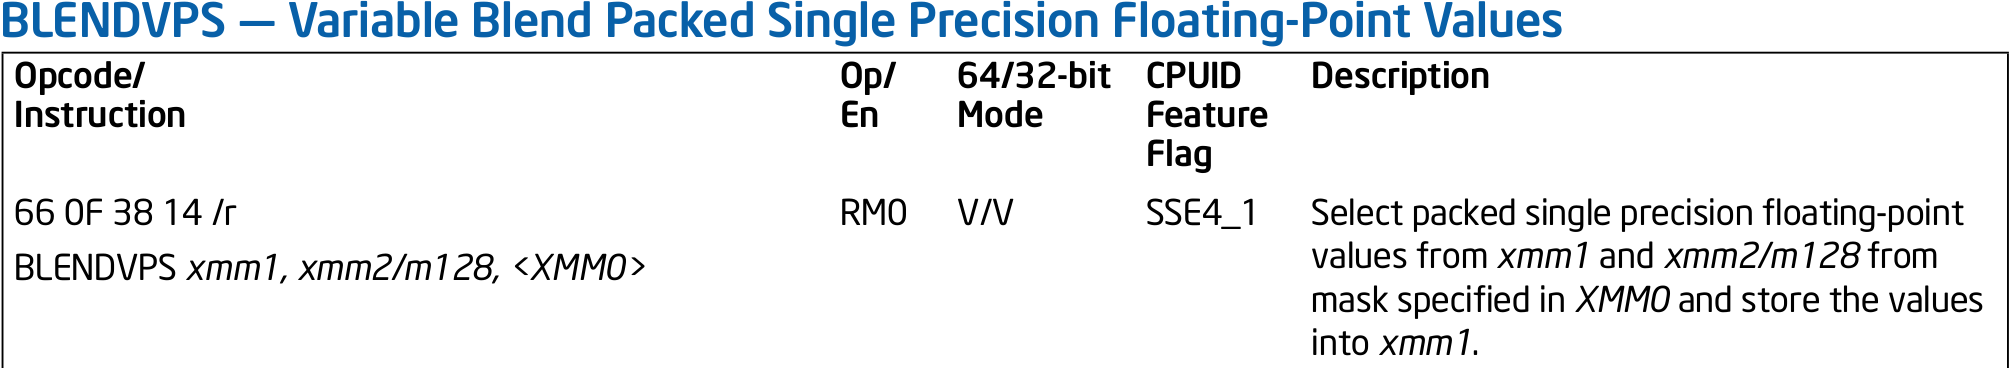 BLENDVPS — Variable Blend Packed Single Precision Floating-Point Values
Opcode/
Instruction
Op/
En
64/32-bit
Mode
CPUID
Feature
Flag
Description
66 0F 38 14 /r
BLENDVPS xmm1, xmm2/m128, <XMM0>
RM0
V/V
SSE4_1
Select packed single precision floating-point
values from xmm1 and xmm2/m128 from
mask specified in XMM0 and store the values
into xmm1.